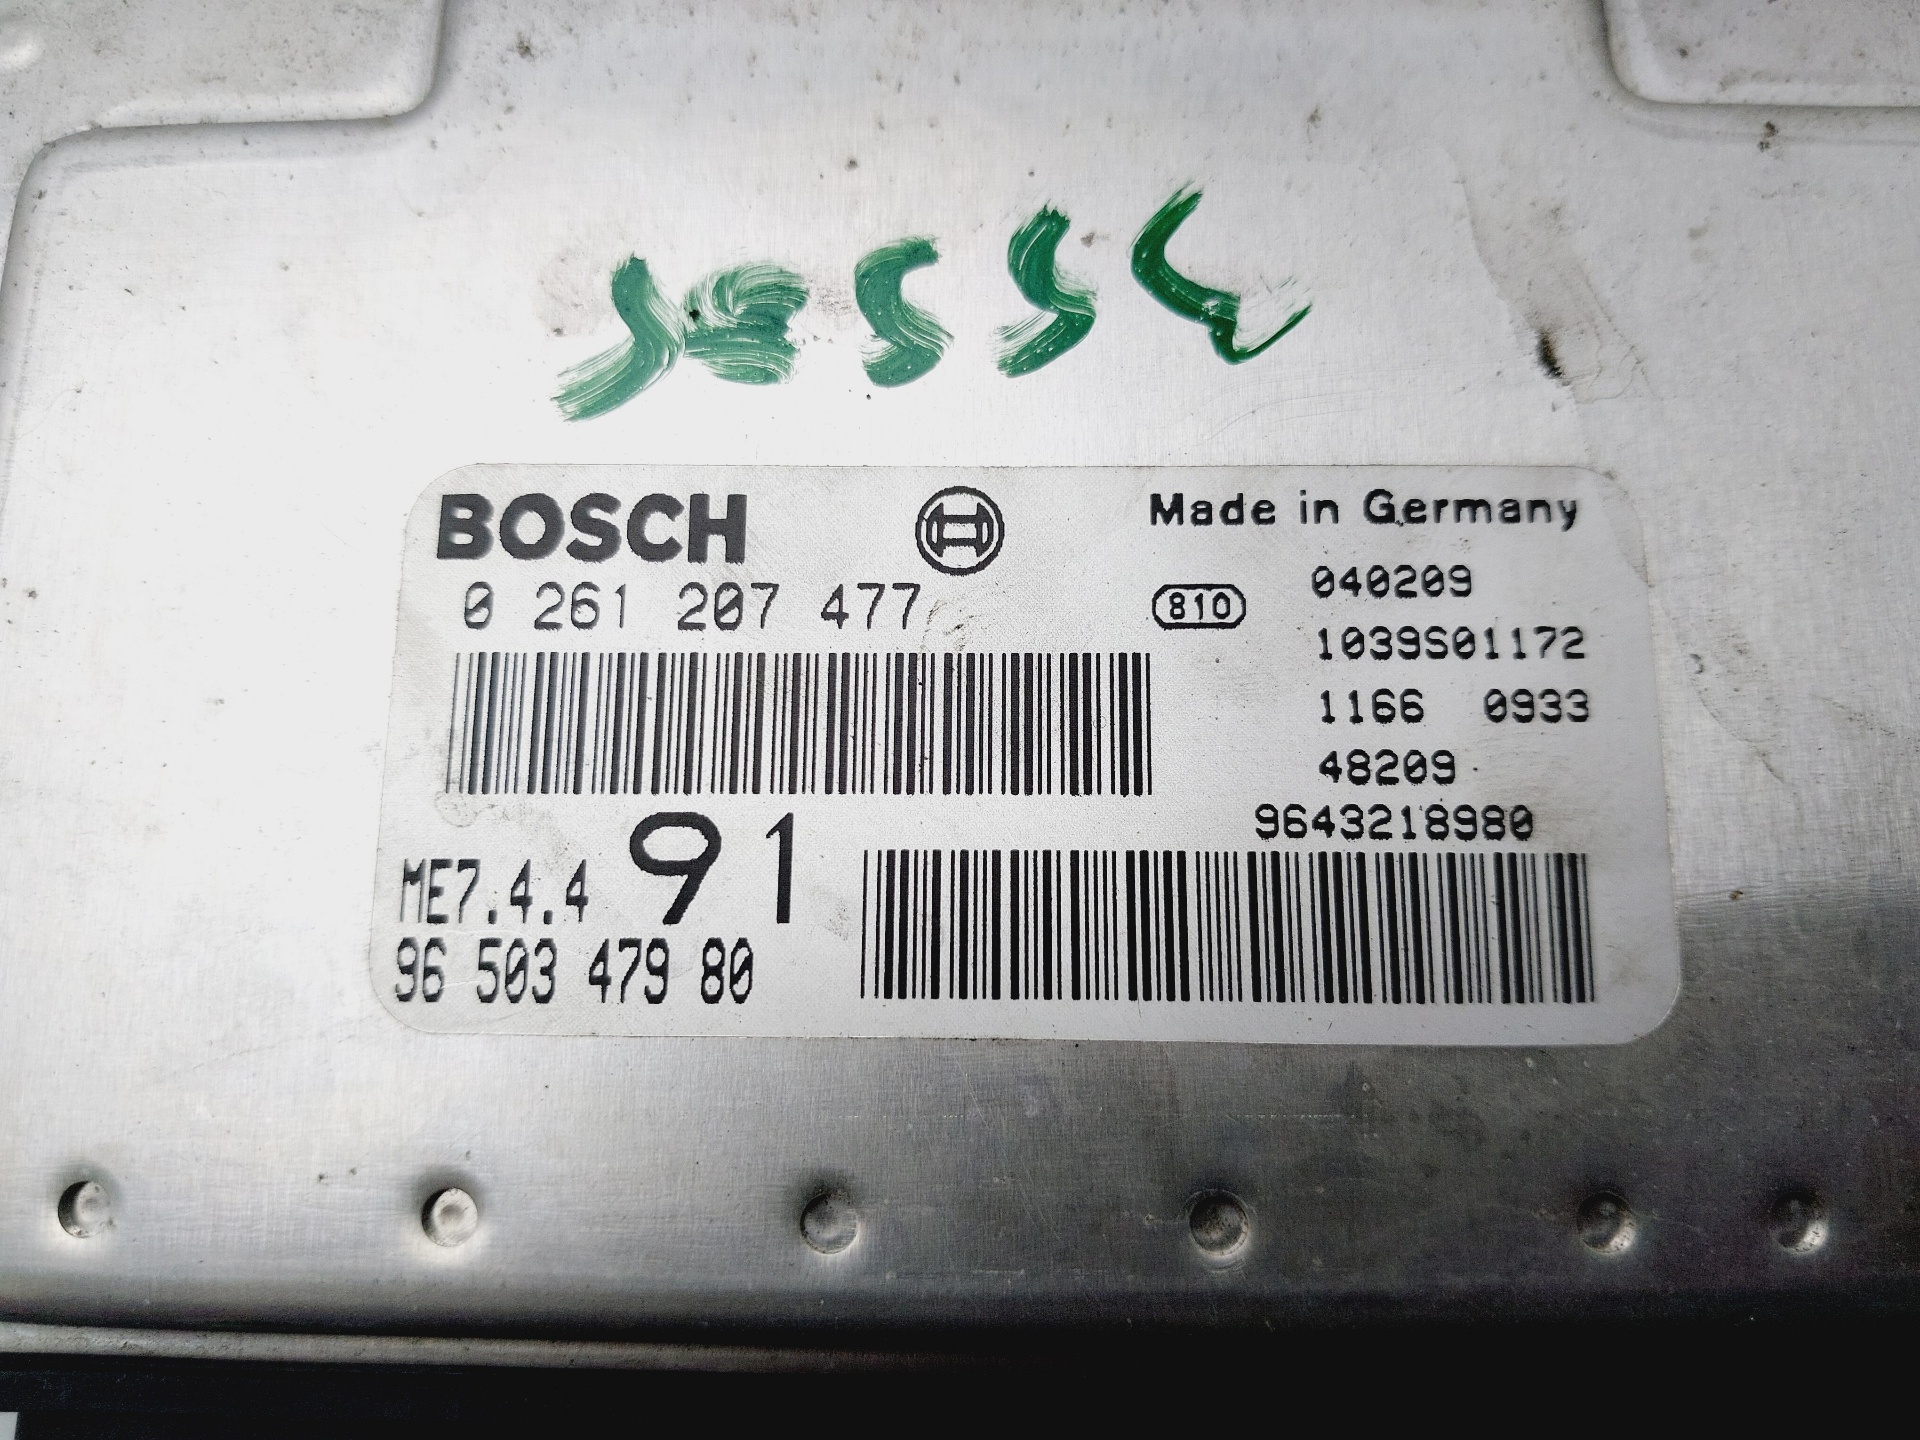 BOSCH
Made in Germany
0 261 207 477
810
040209
1039S01172
1166 0933
48209
9643218980
ME7.4.4 91
96 503 479 80